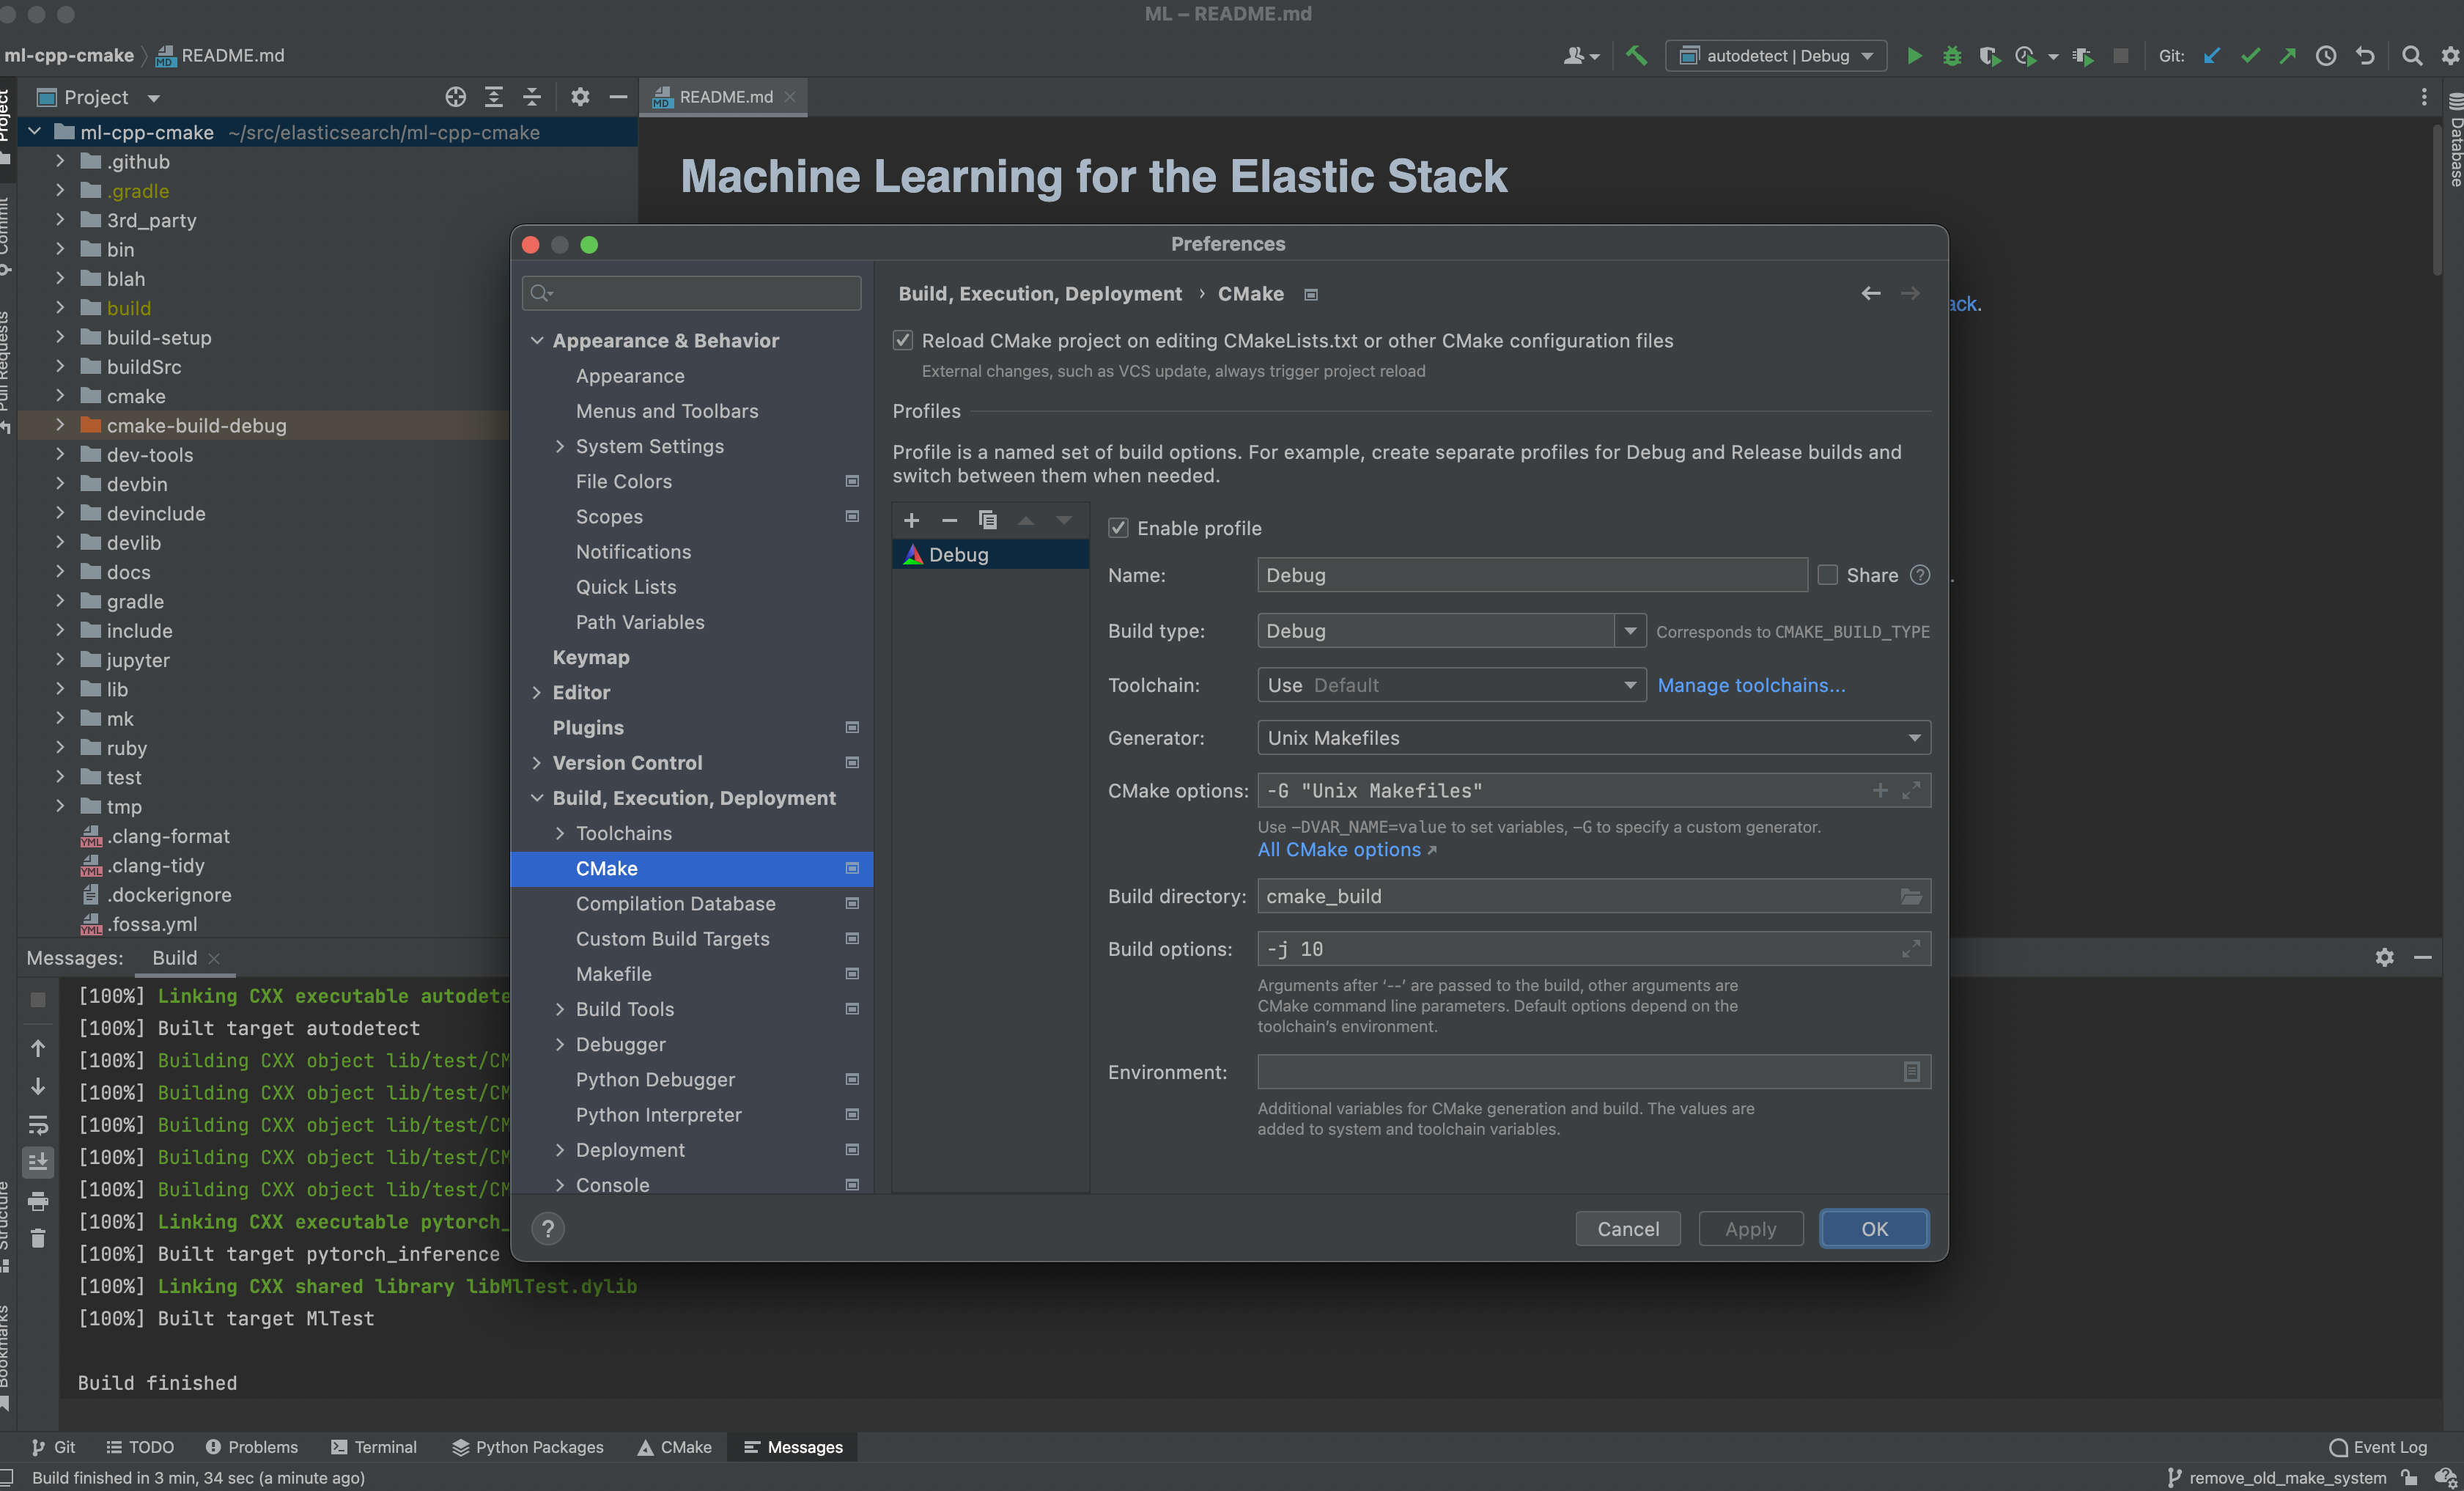 ML – README.md
ml-cpp-cmake
README.md
autodetect | Debug
Git:
Project
README.md
ml-cpp-cmake ~/src/elasticsearch/ml-cpp-cmake
.github
.gradle
3rd_party
bin
blah
build
build-setup
buildSrc
cmake
cmake-build-debug
dev-tools
devbin
devinclude
devlib
docs
gradle
include
jupyter
lib
mk
ruby
test
tmp
.clang-format
.clang-tidy
.dockerignore
.fossa.yml
Project
Commit
Pull Requests
Structure
Bookmarks
Database
Machine Learning for the Elastic Stack
ack.
Preferences
Appearance & Behavior
Appearance
Menus and Toolbars
System Settings
File Colors
Scopes
Notifications
Quick Lists
Path Variables
Keymap
Editor
Plugins
Version Control
Build, Execution, Deployment
Toolchains
CMake
Compilation Database
Custom Build Targets
Makefile
Build Tools
Debugger
Python Debugger
Python Interpreter
Deployment
Console
Build, Execution, Deployment › CMake
Reload CMake project on editing CMakeLists.txt or other CMake configuration files
External changes, such as VCS update, always trigger project reload
Profiles
Profile is a named set of build options. For example, create separate profiles for Debug and Release builds and
switch between them when needed.
Debug
Enable profile
Name: Debug Share ?
Build type: Debug Corresponds to CMAKE_BUILD_TYPE
Toolchain: Use Default Manage toolchains...
Generator: Unix Makefiles
CMake options: -G "Unix Makefiles"
Use –DVAR_NAME=value to set variables, –G to specify a custom generator.
All CMake options ↗
Build directory: cmake_build
Build options: -j 10
Arguments after ‘--’ are passed to the build, other arguments are
CMake command line parameters. Default options depend on the
toolchain’s environment.
Environment:
Additional variables for CMake generation and build. The values are
added to system and toolchain variables.
?
Cancel
Apply
OK
Messages: Build
[100%] Linking CXX executable autodete
[100%] Built target autodetect
[100%] Building CXX object lib/test/CM
[100%] Building CXX object lib/test/CM
[100%] Building CXX object lib/test/CM
[100%] Building CXX object lib/test/CM
[100%] Building CXX object lib/test/CM
[100%] Linking CXX executable pytorch_
[100%] Built target pytorch_inference
[100%] Linking CXX shared library libMlTest.dylib
[100%] Built target MlTest
Build finished
Git
TODO
Problems
Terminal
Python Packages
CMake
Messages
Event Log
Build finished in 3 min, 34 sec (a minute ago)
remove_old_make_system